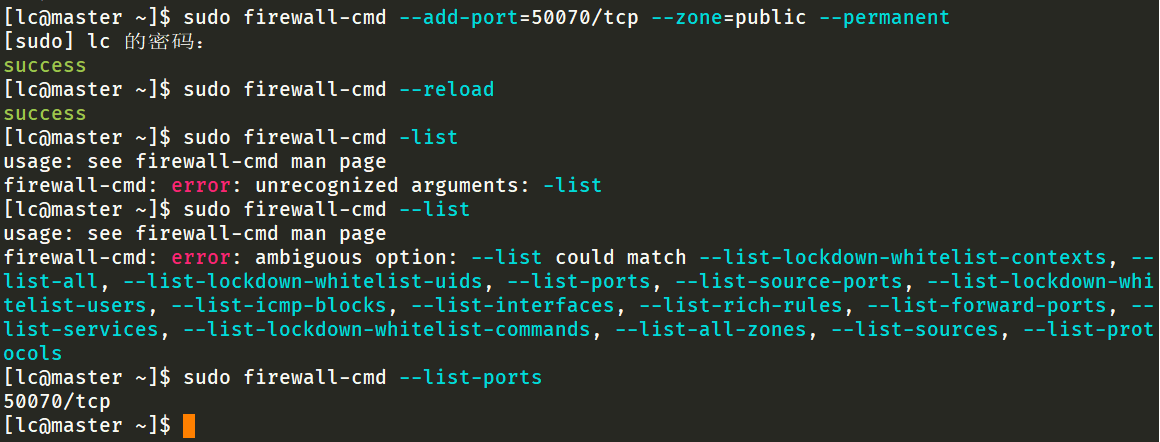 [lc@master ~]$ sudo firewall-cmd --add-port=50070/tcp --zone=public --permanent
[sudo] lc 的密码：
success
[lc@master ~]$ sudo firewall-cmd --reload
success
[lc@master ~]$ sudo firewall-cmd -list
usage: see firewall-cmd man page
firewall-cmd: error: unrecognized arguments: -list
[lc@master ~]$ sudo firewall-cmd --list
usage: see firewall-cmd man page
firewall-cmd: error: ambiguous option: --list could match --list-lockdown-whitelist-contexts, --
list-all, --list-lockdown-whitelist-uids, --list-ports, --list-source-ports, --list-lockdown-whi
telist-users, --list-icmp-blocks, --list-interfaces, --list-rich-rules, --list-forward-ports, --
list-services, --list-lockdown-whitelist-commands, --list-all-zones, --list-sources, --list-prot
ocols
[lc@master ~]$ sudo firewall-cmd --list-ports
50070/tcp
[lc@master ~]$